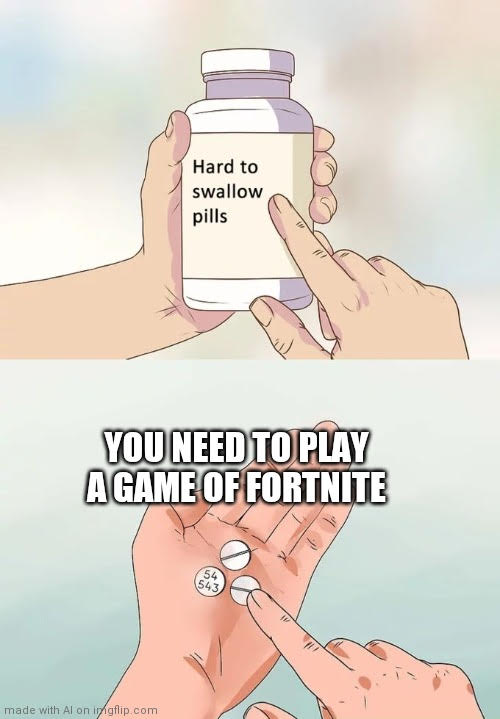 Hard to
swallow
pills
YOU NEED TO PLAY
A GAME OF FORTNITE
54
543
made with AI on imgflip.com